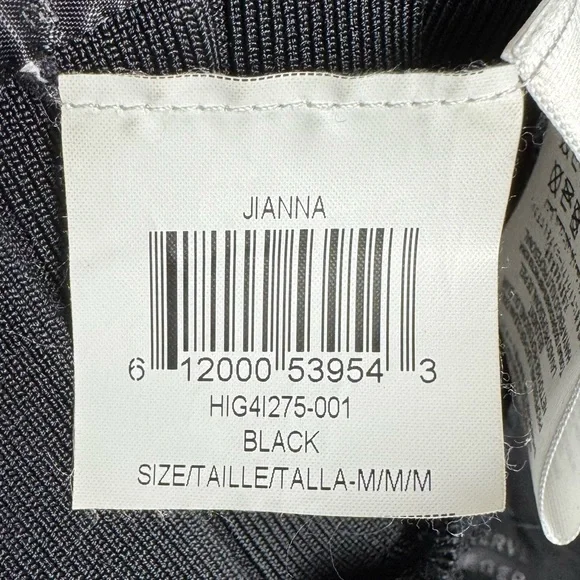 JIANNA
6 12000 53954 3
HIG4I275-001
BLACK
SIZE/TAILLE/TALLA-M/M/M